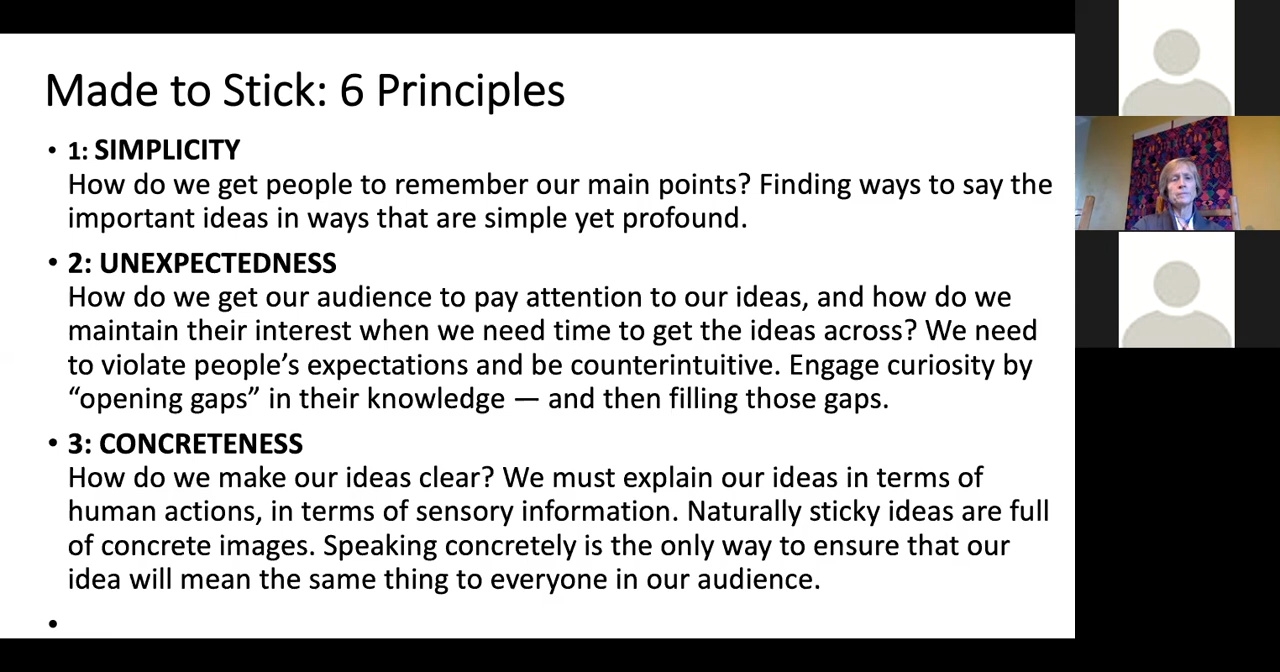 Made to Stick: 6 Principles
• 1: SIMPLICITY
How do we get people to remember our main points? Finding ways to say the
important ideas in ways that are simple yet profound.
• 2: UNEXPECTEDNESS
How do we get our audience to pay attention to our ideas, and how do we
maintain their interest when we need time to get the ideas across? We need
to violate people’s expectations and be counterintuitive. Engage curiosity by
“opening gaps” in their knowledge — and then filling those gaps.
• 3: CONCRETENESS
How do we make our ideas clear? We must explain our ideas in terms of
human actions, in terms of sensory information. Naturally sticky ideas are full
of concrete images. Speaking concretely is the only way to ensure that our
idea will mean the same thing to everyone in our audience.
•